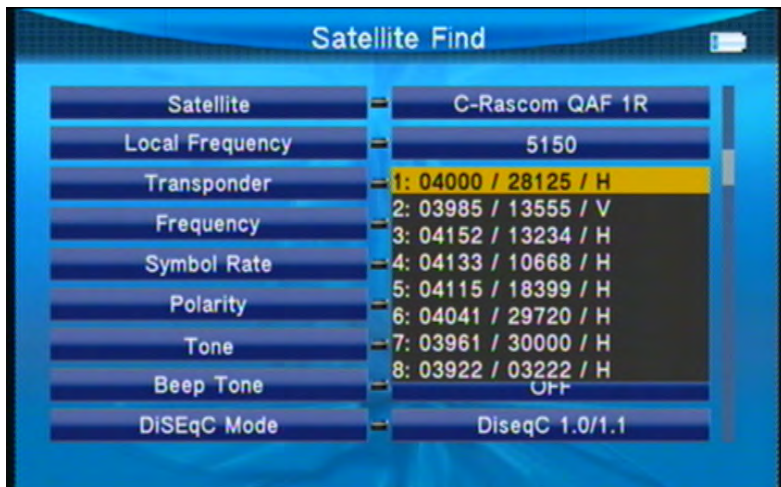 Satellite Find
Satellite C-Rascom QAF 1R
Local Frequency 5150
Transponder 1: 04000 / 28125 / H
2: 03985 / 13555 / V
Frequency
3: 04152 / 13234 / H
Symbol Rate 4: 04133 / 10668 / H
5: 04115 / 18399 / H
Polarity
6: 04041 / 29720 / H
Tone 7: 03961 / 30000 / H
8: 03922 / 03222 / H
Beep Tone OFF
DiSEqC Mode DiseqC 1.0/1.1